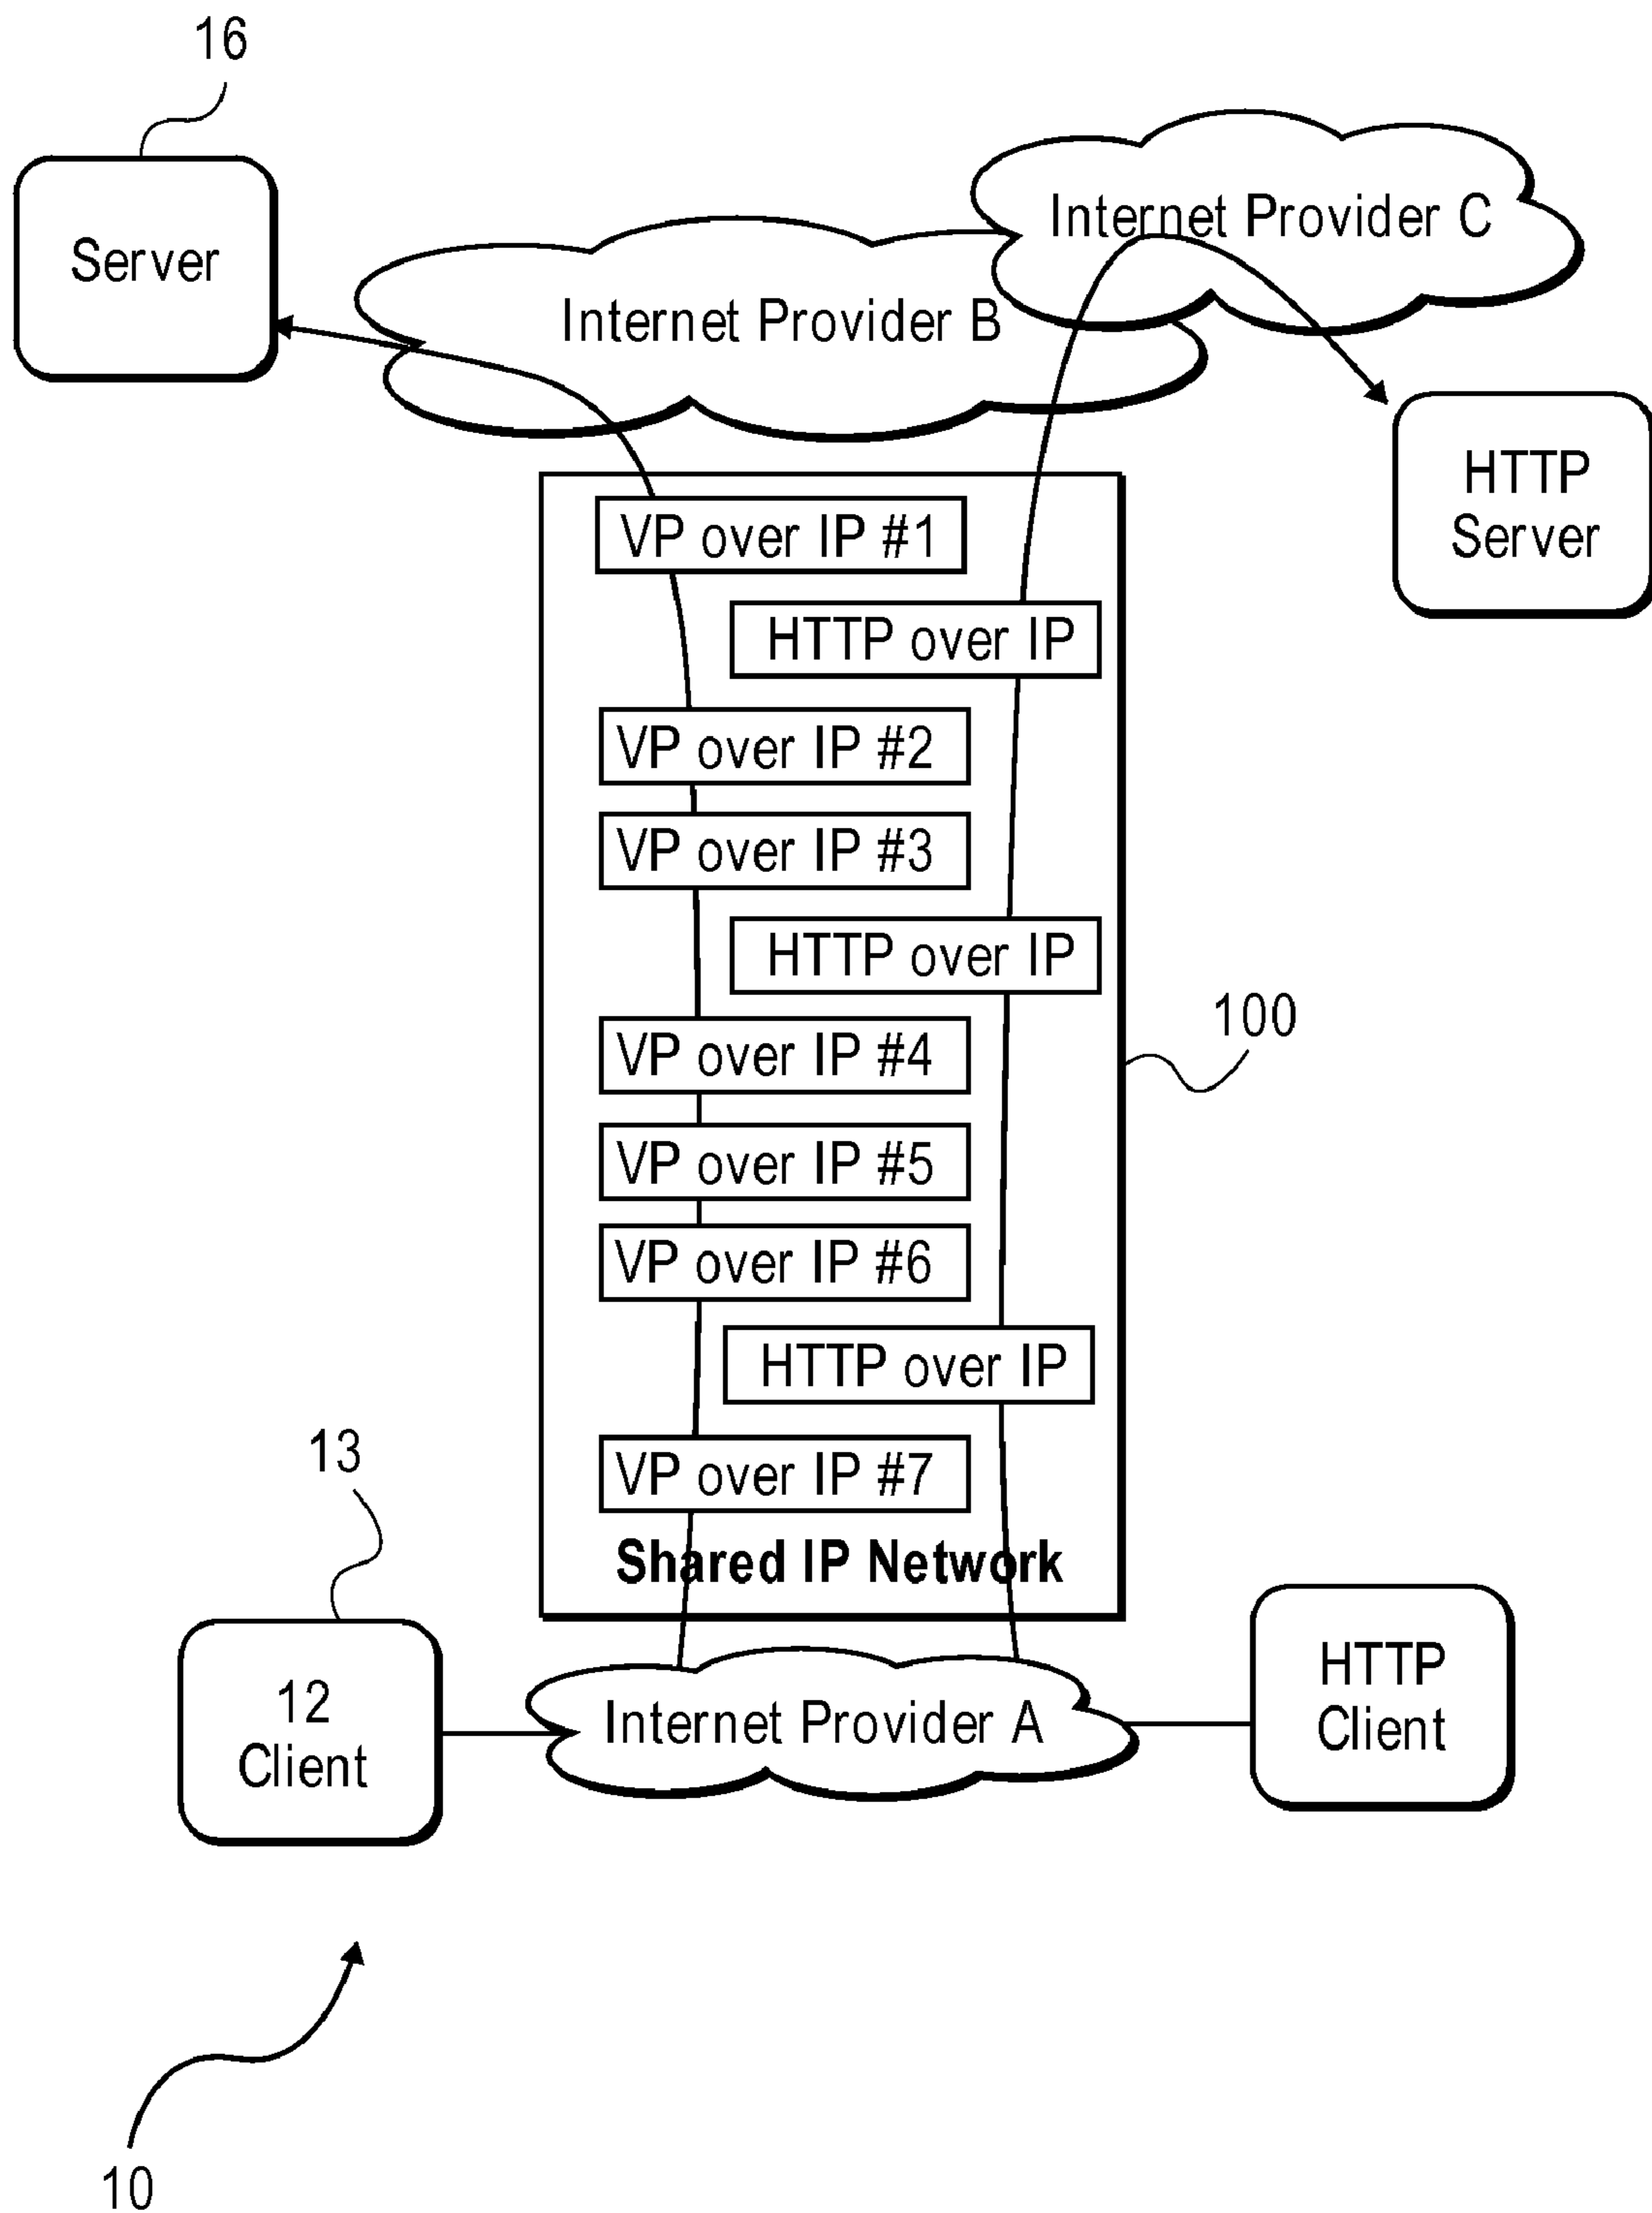 16
Server
Internet Provider C
Internet Provider B
HTTP
Server
VP over IP #1
HTTP over IP
VP over IP #2
VP over IP #3
HTTP over IP
100
VP over IP #4
VP over IP #5
VP over IP #6
HTTP over IP
13
VP over IP #7
Shared IP Network
12
Client
Internet Provider A
HTTP
Client
10